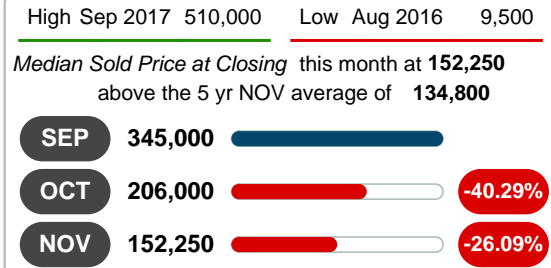 High Sep 2017 510,000 Low Aug 2016 9,500
Median Sold Price at Closing this month at 152,250
above the 5 yr NOV average of 134,800
SEP 345,000
OCT 206,000 -40.29%
NOV 152,250 -26.09%